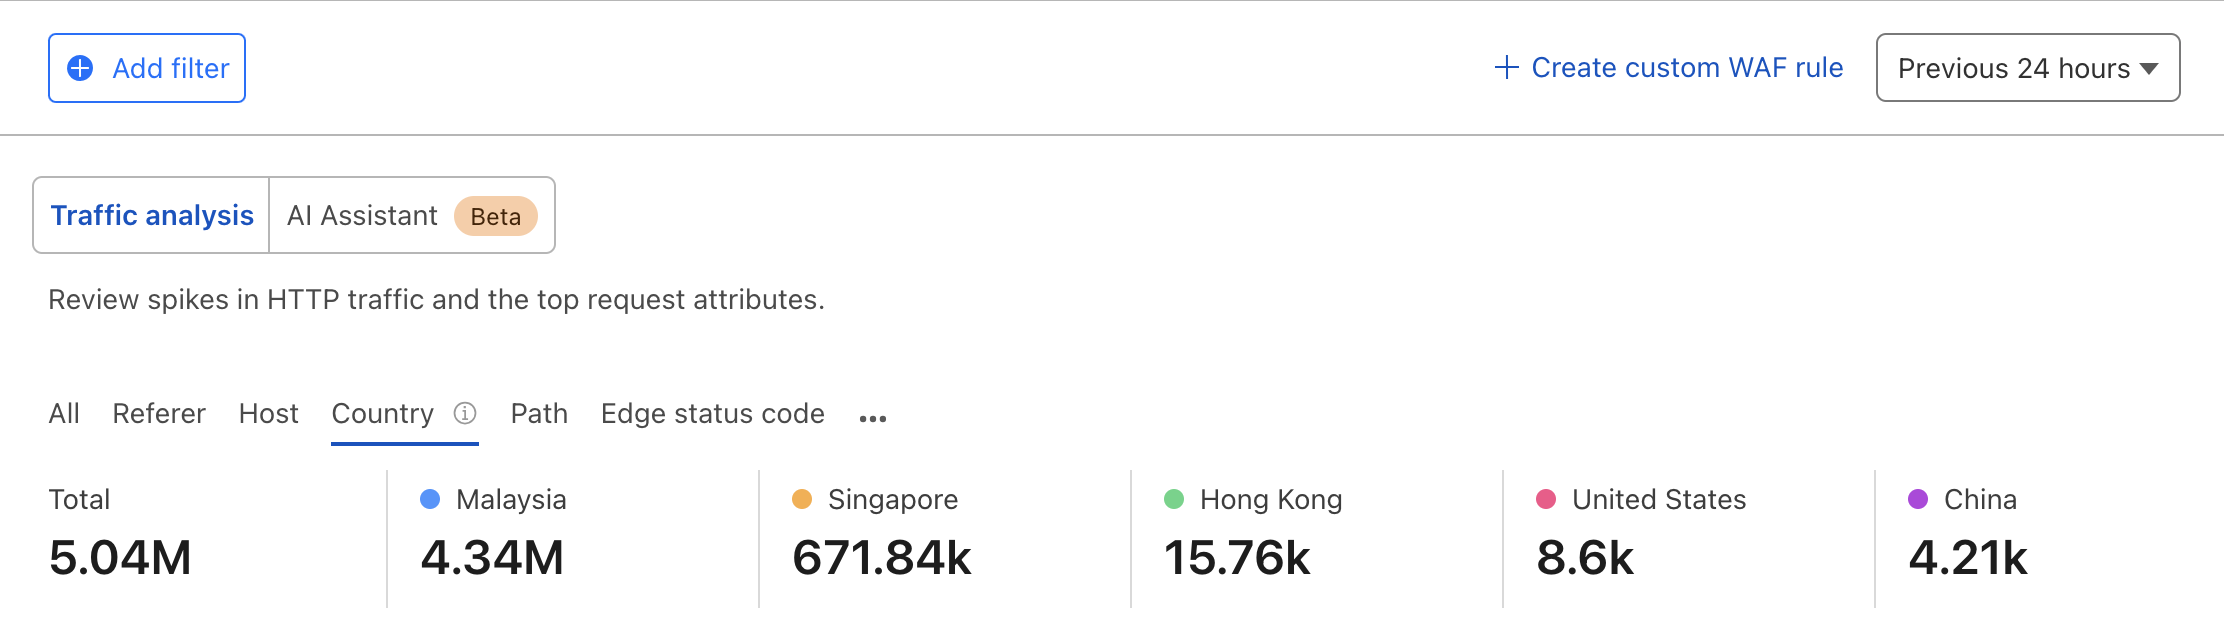 Add filter
Create custom WAF rule
Previous 24 hours
Traffic analysis
AI Assistant Beta
Review spikes in HTTP traffic and the top request attributes.
All Referer Host Country Path Edge status code ...
Total
5.04M
Malaysia
4.34M
Singapore
671.84k
Hong Kong
15.76k
United States
8.6k
China
4.21k